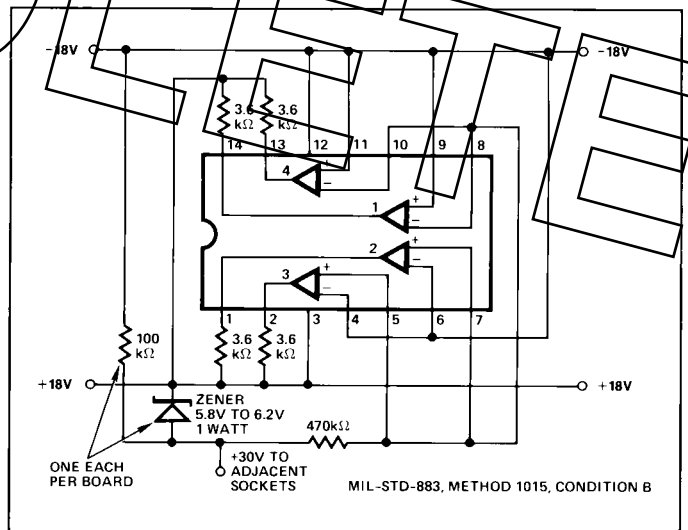 -18V
-18V
3.6
kΩ
3.6
kΩ
14
13
12
11
10
9
8
4
+
−
1
+
−
2
+
−
3
+
−
1
2
3
4
5
6
7
100
kΩ
3.6
kΩ
3.6
kΩ
+18V
+18V
ZENER
5.8V TO 6.2V
1 WATT
470kΩ
ONE EACH
PER BOARD
+30V TO
ADJACENT
SOCKETS
MIL-STD-883, METHOD 1015, CONDITION B